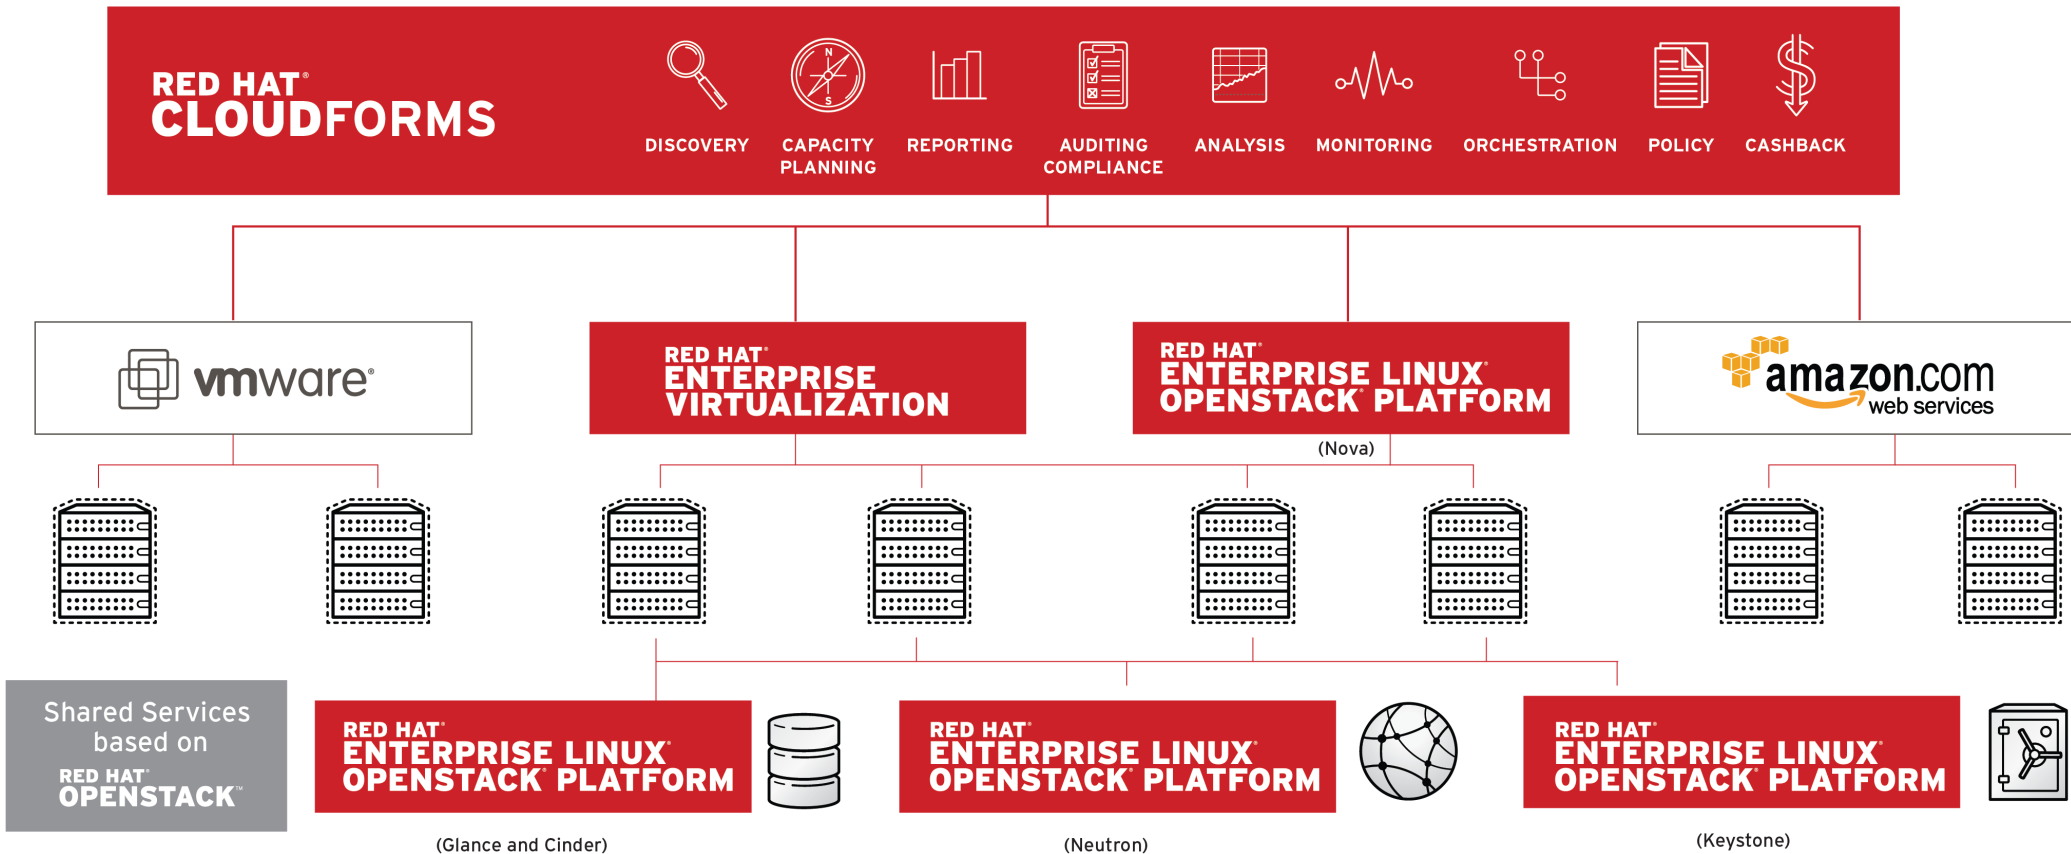 RED HAT®
CLOUDFORMS
N
S
DISCOVERY
CAPACITY
PLANNING
REPORTING
AUDITING
COMPLIANCE
ANALYSIS
MONITORING
ORCHESTRATION
POLICY
CASHBACK
vmware®
RED HAT®
ENTERPRISE
VIRTUALIZATION
RED HAT®
ENTERPRISE LINUX®
OPENSTACK® PLATFORM
(Nova)
amazon.com
web services
Shared Services
based on
RED HAT®
OPENSTACK™
RED HAT®
ENTERPRISE LINUX®
OPENSTACK® PLATFORM
(Glance and Cinder)
RED HAT®
ENTERPRISE LINUX®
OPENSTACK® PLATFORM
(Neutron)
RED HAT®
ENTERPRISE LINUX®
OPENSTACK® PLATFORM
(Keystone)